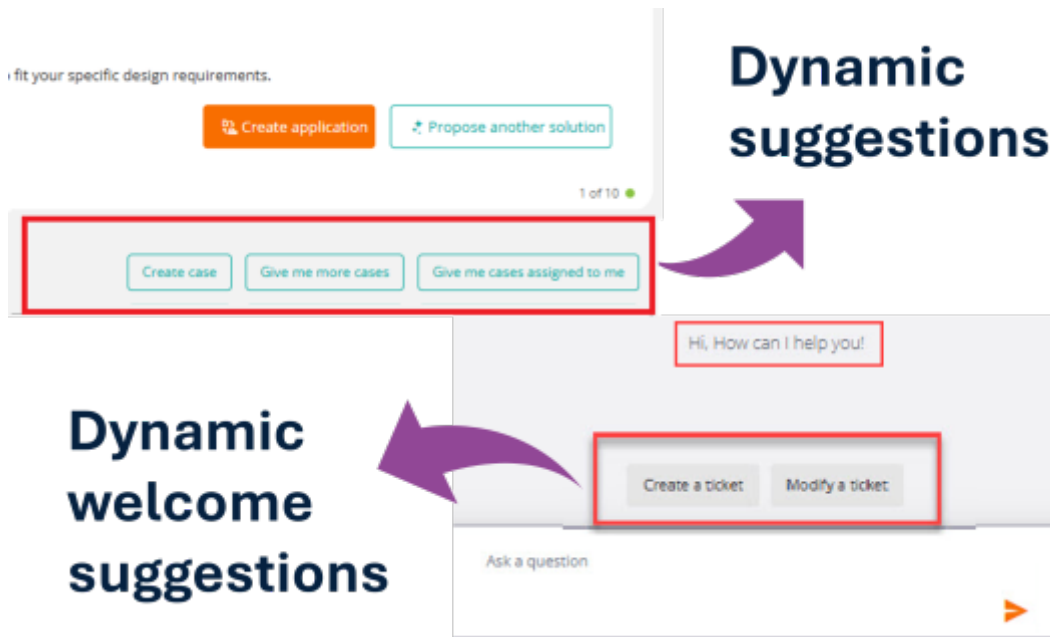 fit your specific design requirements.
Create application
Propose another solution
1 of 10
Create case
Give me more cases
Give me cases assigned to me
Dynamic
suggestions
Hi, How can I help you!
Create a ticket
Modify a ticket
Ask a question
Dynamic
welcome
suggestions